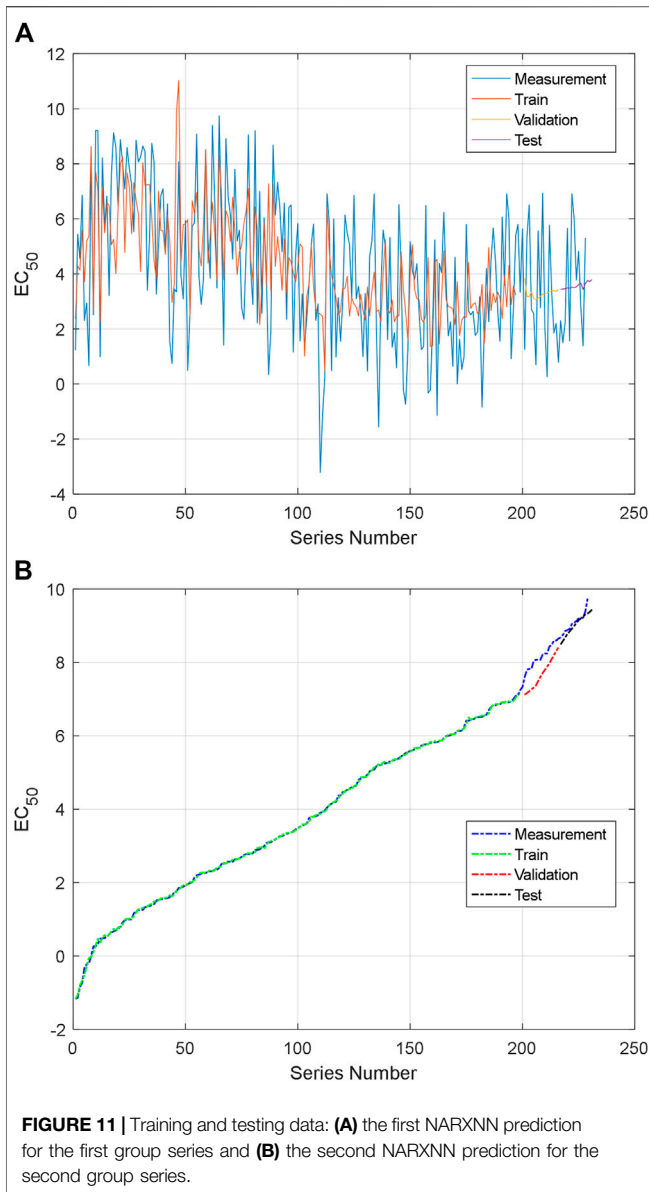 A
12
10
8
6
4
2
0
-2
-4
EC50
0
50
100
150
200
250
Series Number
Measurement
Train
Validation
Test
B
10
8
6
4
2
0
-2
EC50
0
50
100
150
200
250
Series Number
Measurement
Train
Validation
Test
FIGURE 11 | Training and testing data: (A) the first NARXNN prediction
for the first group series and (B) the second NARXNN prediction for the
second group series.